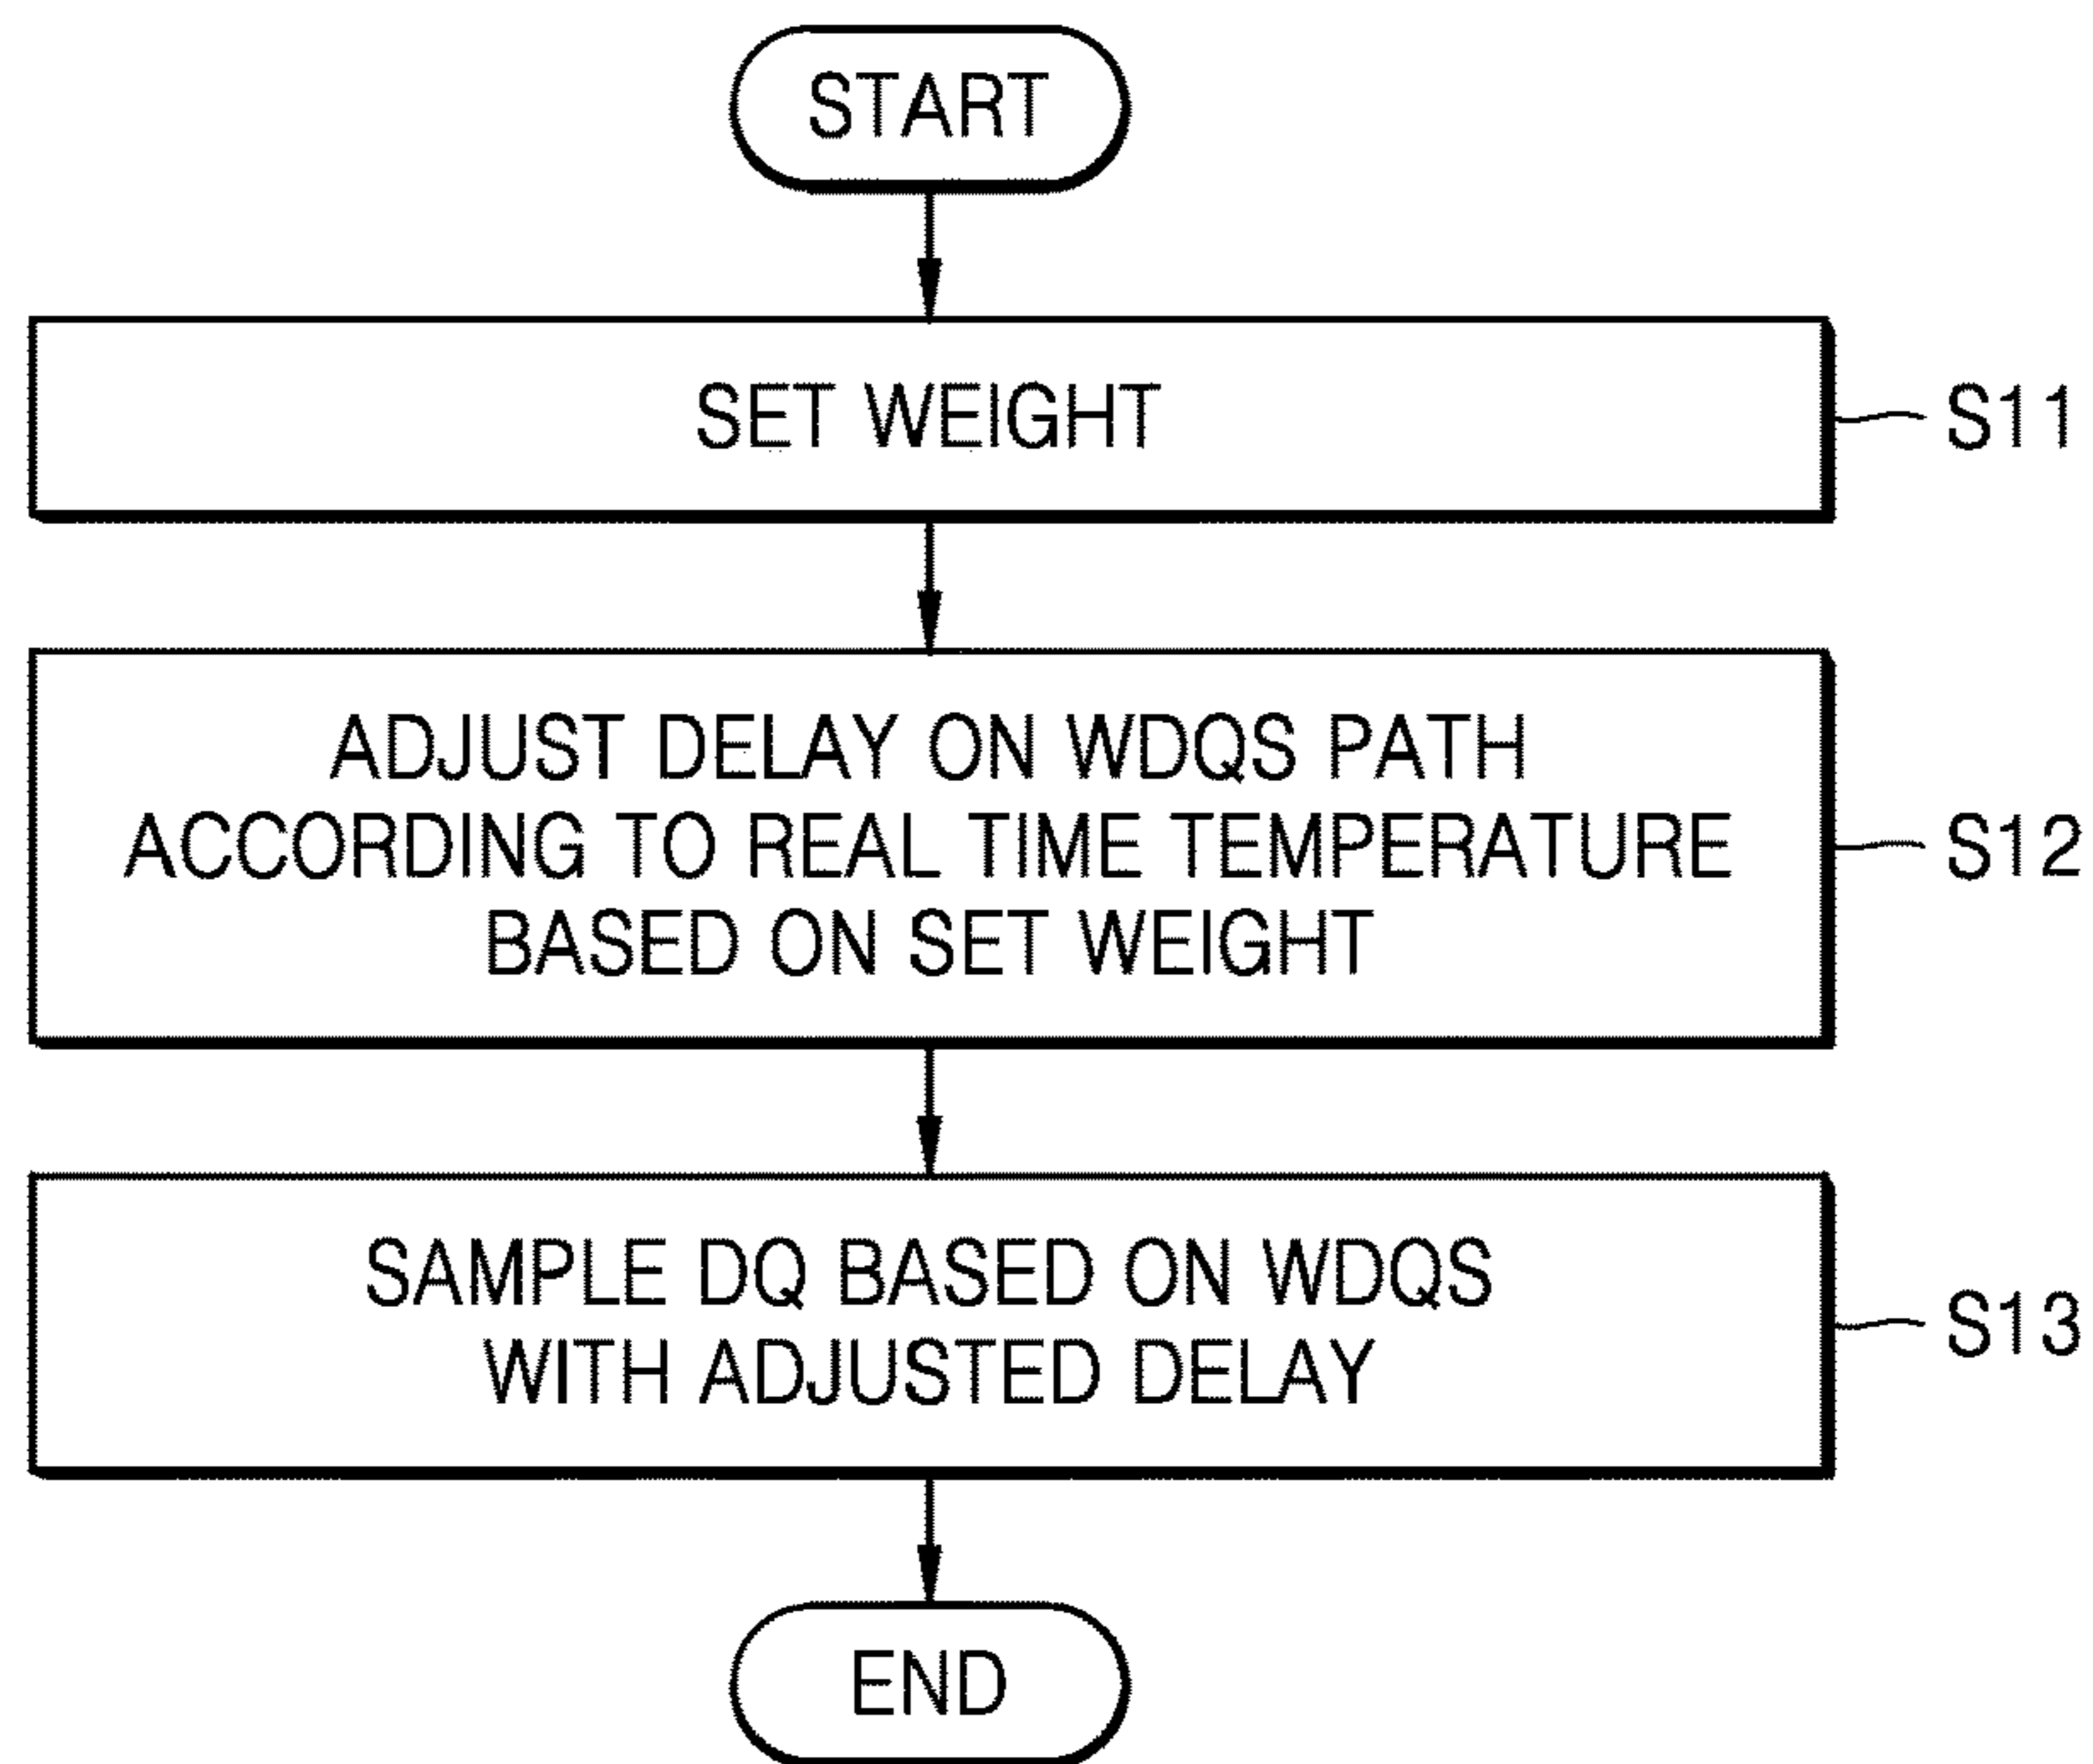 START
SET WEIGHT
S11
ADJUST DELAY ON WDQS PATH
ACCORDING TO REAL TIME TEMPERATURE
BASED ON SET WEIGHT
S12
SAMPLE DQ BASED ON WDQS
WITH ADJUSTED DELAY
S13
END